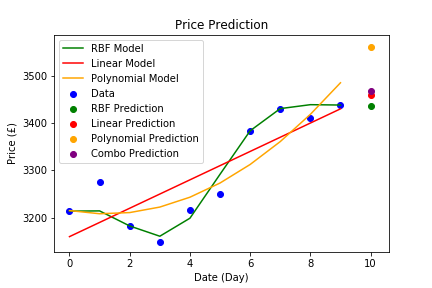 Price Prediction
RBF Model
Linear Model
Polynomial Model
Data
RBF Prediction
Linear Prediction
Polynomial Prediction
Combo Prediction
Price (£)
3500
3400
3300
3200
0 2 4 6 8 10
Date (Day)